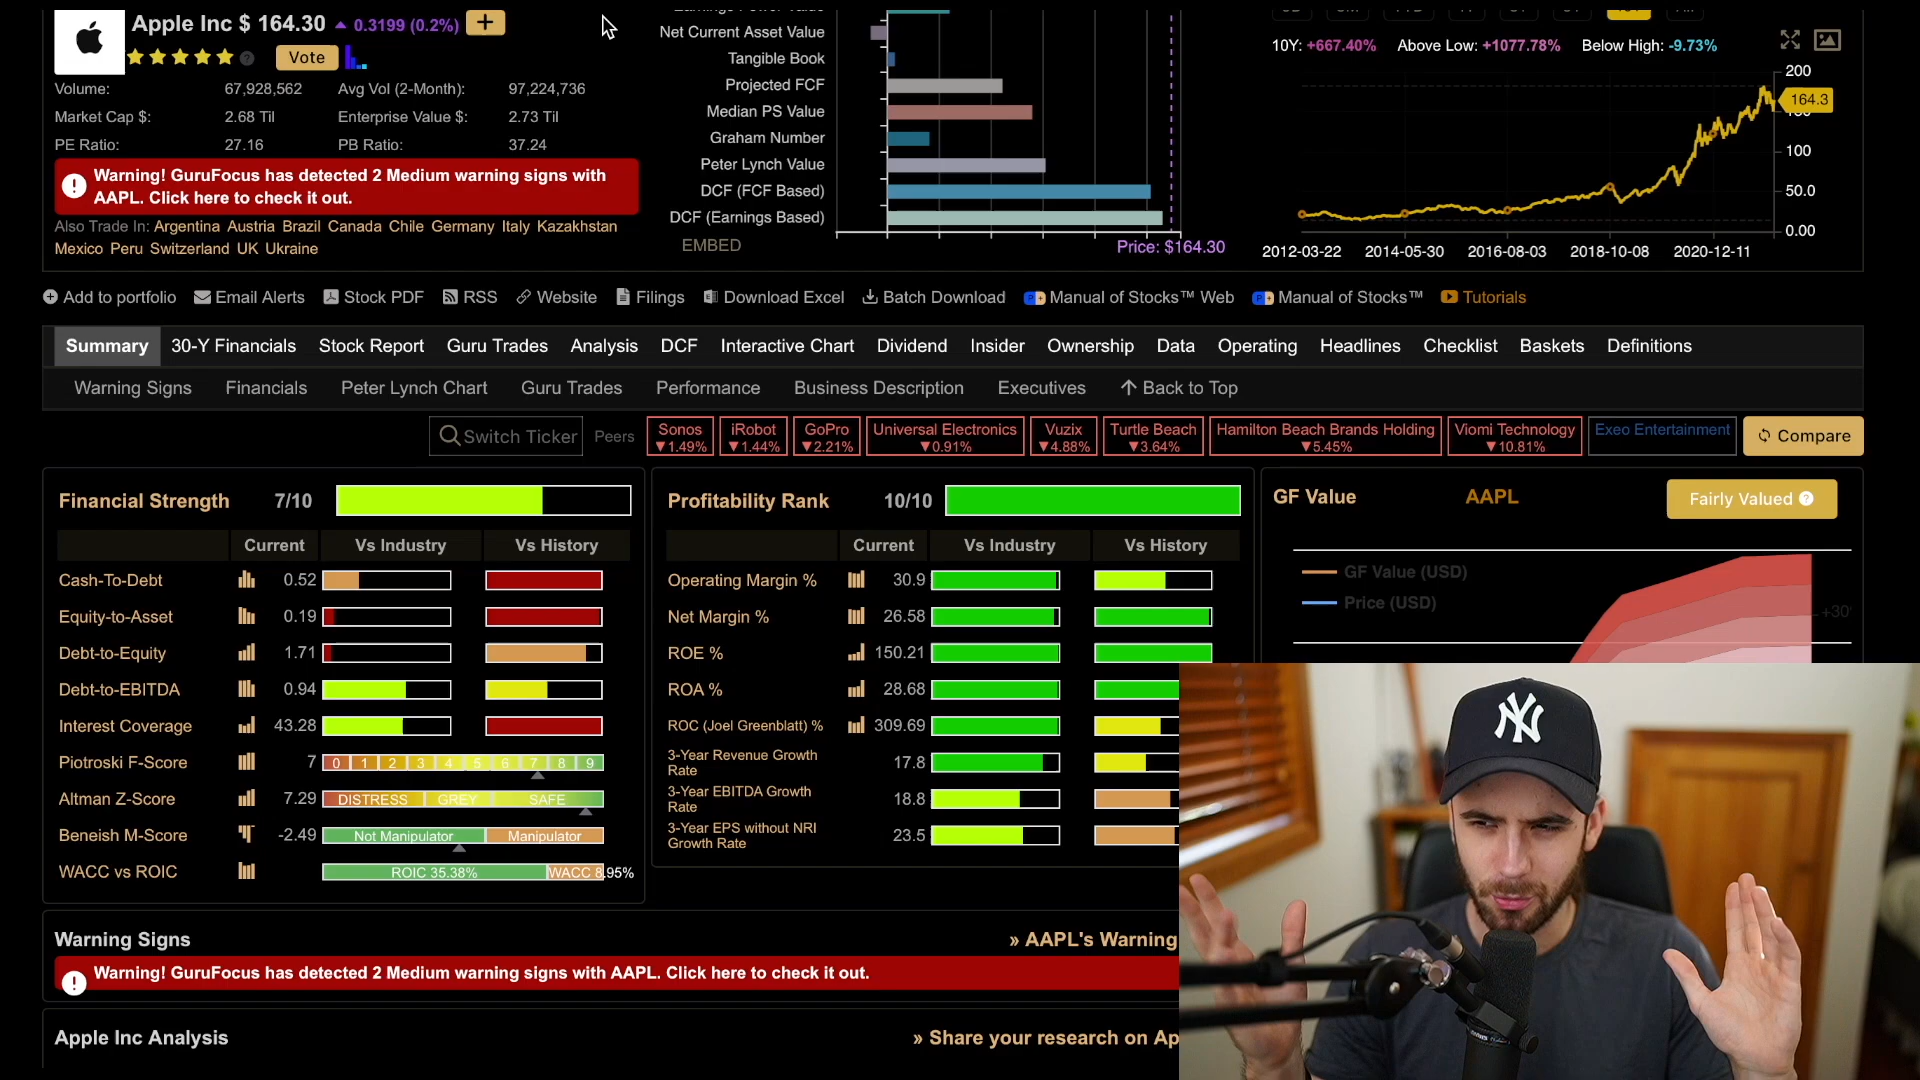 Apple Inc $ 164.30 0.3199 (0.2%) +
Vote
Volume: 67,928,562 Avg Vol (2-Month): 97,224,736
Market Cap $: 2.68 Til Enterprise Value $: 2.73 Til
PE Ratio: 27.16 PB Ratio: 37.24
Warning! GuruFocus has detected 2 Medium warning signs with
AAPL. Click here to check it out.
Also Trade In: Argentina Austria Brazil Canada Chile Germany Italy Kazakhstan
Mexico Peru Switzerland UK Ukraine
Net Current Asset Value
Tangible Book
Projected FCF
Median PS Value
Graham Number
Peter Lynch Value
DCF (FCF Based)
DCF (Earnings Based)
EMBED
Price: $164.30
10Y: +667.40% Above Low: +1077.78% Below High: -9.73%
200
164.3
100
50.0
0.00
2012-03-22 2014-05-30 2016-08-03 2018-10-08 2020-12-11
Add to portfolio Email Alerts Stock PDF RSS Website Filings Download Excel Batch Download Manual of Stocks™ Web Manual of Stocks™ Tutorials
Summary 30-Y Financials Stock Report Guru Trades Analysis DCF Interactive Chart Dividend Insider Ownership Data Operating Headlines Checklist Baskets Definitions
Warning Signs Financials Peter Lynch Chart Guru Trades Performance Business Description Executives Back to Top
Switch Ticker Peers
Sonos
▼1.49%
iRobot
▼1.44%
GoPro
▼2.21%
Universal Electronics
▼0.91%
Vuzix
▼4.88%
Turtle Beach
▼3.64%
Hamilton Beach Brands Holding
▼5.45%
Viomi Technology
▼10.81%
Exeo Entertainment
Compare
Financial Strength 7/10
Current Vs Industry Vs History
Cash-To-Debt 0.52
Equity-to-Asset 0.19
Debt-to-Equity 1.71
Debt-to-EBITDA 0.94
Interest Coverage 43.28
Piotroski F-Score 7 0 1 2 3 4 5 6 7 8 9
Altman Z-Score 7.29 DISTRESS GREY SAFE
Beneish M-Score -2.49 Not Manipulator Manipulator
WACC vs ROIC ROIC 35.38% WACC 8.95%
Profitability Rank 10/10
Current Vs Industry Vs History
Operating Margin % 30.9
Net Margin % 26.58
ROE % 150.21
ROA % 28.68
ROC (Joel Greenblatt) % 309.69
3-Year Revenue Growth
Rate 17.8
3-Year EBITDA Growth
Rate 18.8
3-Year EPS without NRI
Growth Rate 23.5
GF Value AAPL Fairly Valued ?
GF Value (USD)
Price (USD)
NY
Warning Signs » AAPL's Warning
Warning! GuruFocus has detected 2 Medium warning signs with AAPL. Click here to check it out.
Apple Inc Analysis » Share your research on Ap